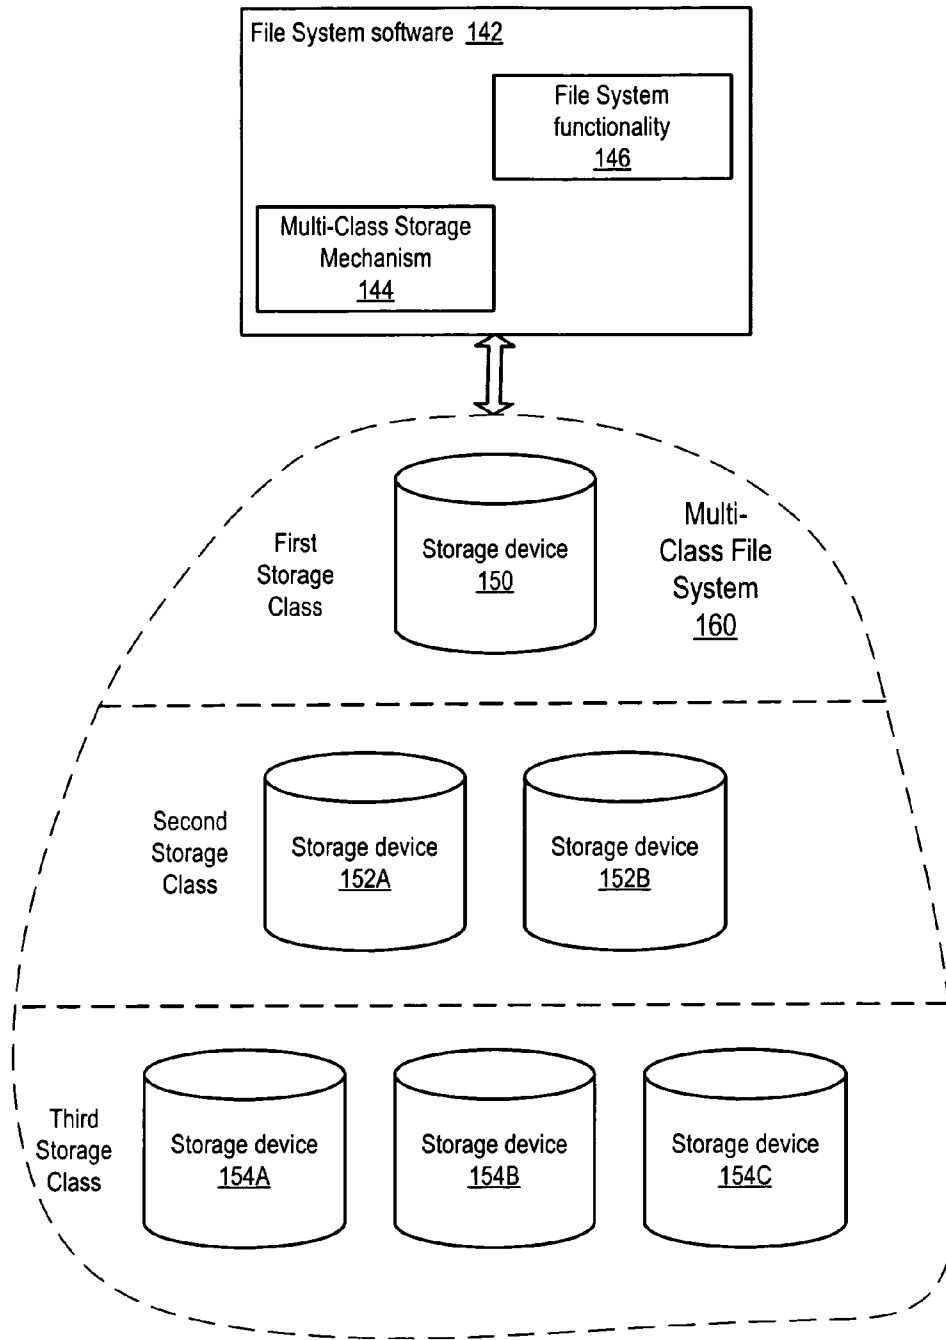 File System software 142
File System
functionality
146
Multi-Class Storage
Mechanism
144
First
Storage
Class
Storage device
150
Multi-
Class File
System
160
Second
Storage
Class
Storage device
152A
Storage device
152B
Third
Storage
Class
Storage device
154A
Storage device
154B
Storage device
154C